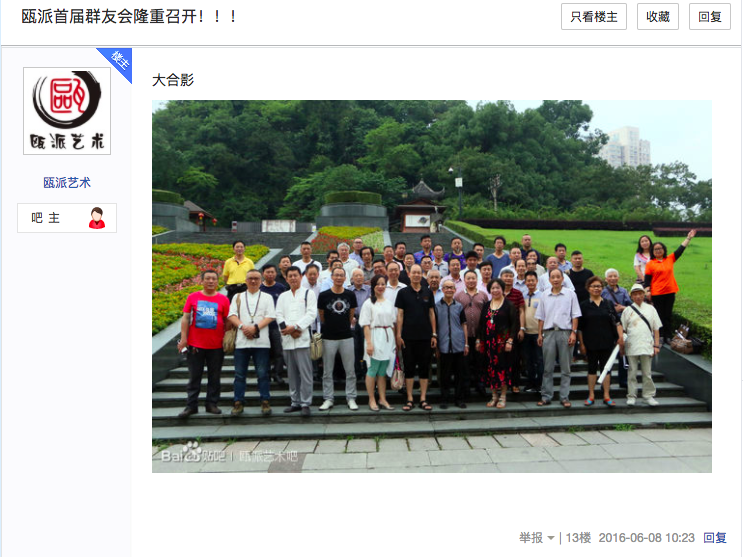 瓯派首届群友会隆重召开！！！
只看楼主
收藏
回复
楼主
瓯派艺术
瓯派艺术
吧 主
大合影
Baidu贴吧 | 瓯派艺术吧
举报 | 13楼 2016-06-08 10:23 回复